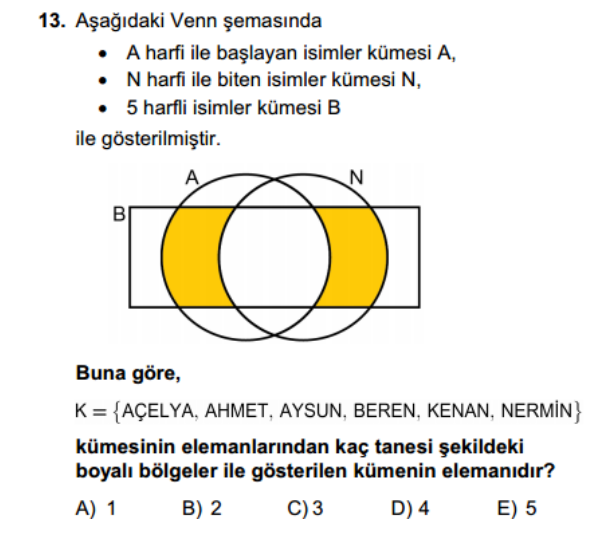 13. Aşağıdaki Venn şemasında
• A harfi ile başlayan isimler kümesi A,
• N harfi ile biten isimler kümesi N,
• 5 harfli isimler kümesi B
ile gösterilmiştir.
A N
B
Buna göre,
K = {AÇELYA, AHMET, AYSUN, BEREN, KENAN, NERMİN}
kümesinin elemanlarından kaç tanesi şekildeki
boyalı bölgeler ile gösterilen kümenin elemanıdır?
A) 1 B) 2 C) 3 D) 4 E) 5